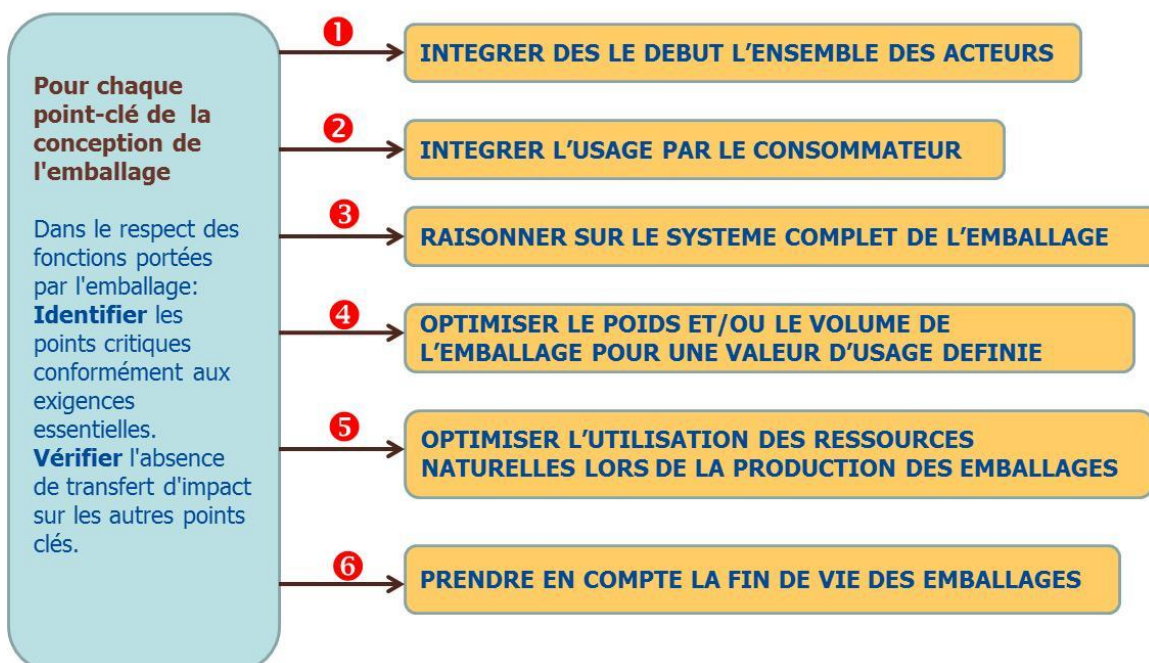 Pour chaque
point-clé de la
conception de
l'emballage
Dans le respect des
fonctions portées
par l'emballage:
Identifier les
points critiques
conformément aux
exigences
essentielles.
Vérifier l'absence
de transfert d'impact
sur les autres points
clés.
1
INTEGRER DES LE DEBUT L'ENSEMBLE DES ACTEURS
2
INTEGRER L'USAGE PAR LE CONSOMMATEUR
3
RAISONNER SUR LE SYSTEME COMPLET DE L'EMBALLAGE
4
OPTIMISER LE POIDS ET/OU LE VOLUME DE
L'EMBALLAGE POUR UNE VALEUR D'USAGE DEFINIE
5
OPTIMISER L'UTILISATION DES RESSOURCES
NATURELLES LORS DE LA PRODUCTION DES EMBALLAGES
6
PRENDRE EN COMPTE LA FIN DE VIE DES EMBALLAGES